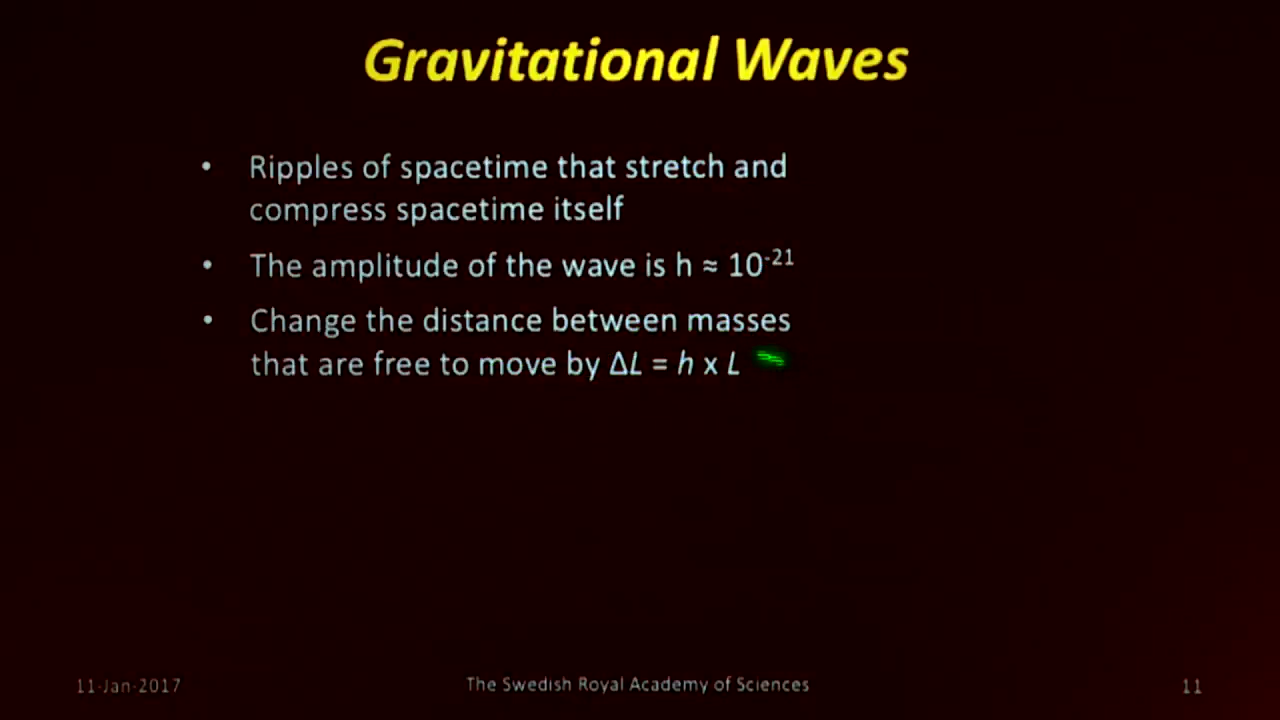 Gravitational Waves
• Ripples of spacetime that stretch and
compress spacetime itself
• The amplitude of the wave is h ≈ 10⁻²¹
• Change the distance between masses
that are free to move by ΔL = h x L
11-Jan-2017
The Swedish Royal Academy of Sciences
11